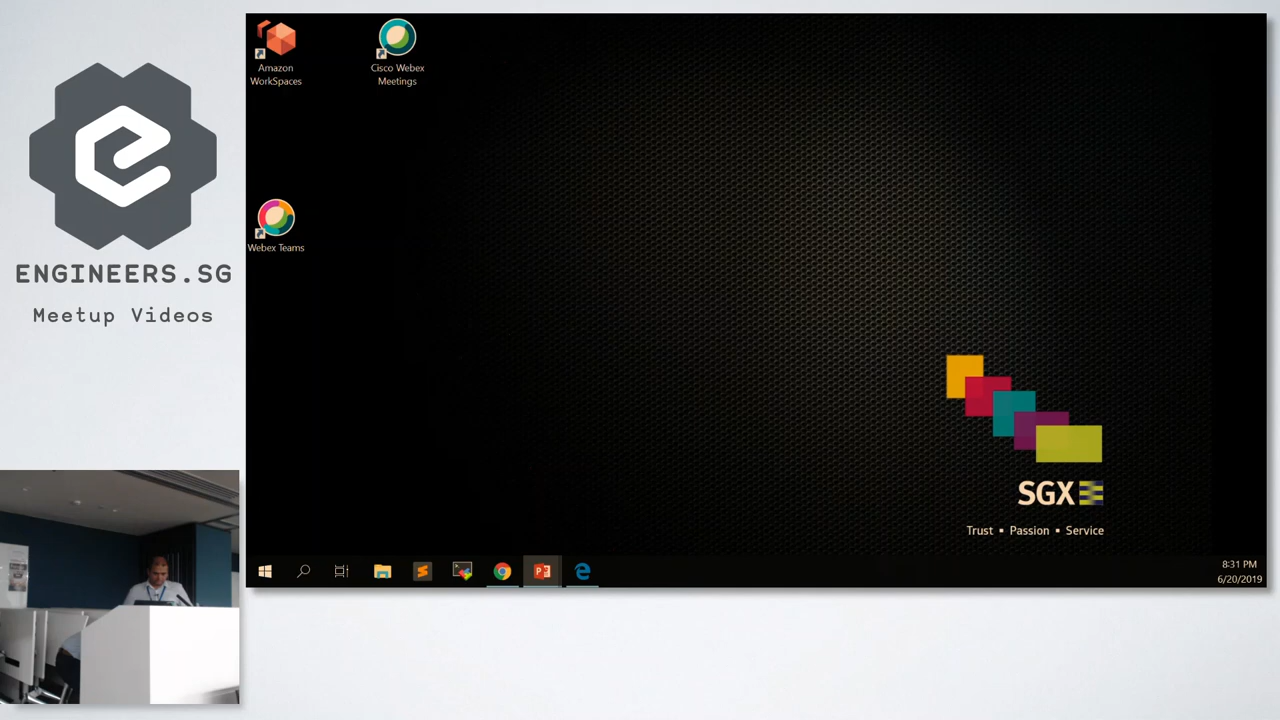 ENGINEERS.SG
Meetup Videos
Amazon
WorkSpaces
Cisco Webex
Meetings
Webex Teams
SGX
Trust ▪ Passion ▪ Service
8:31 PM
6/20/2019